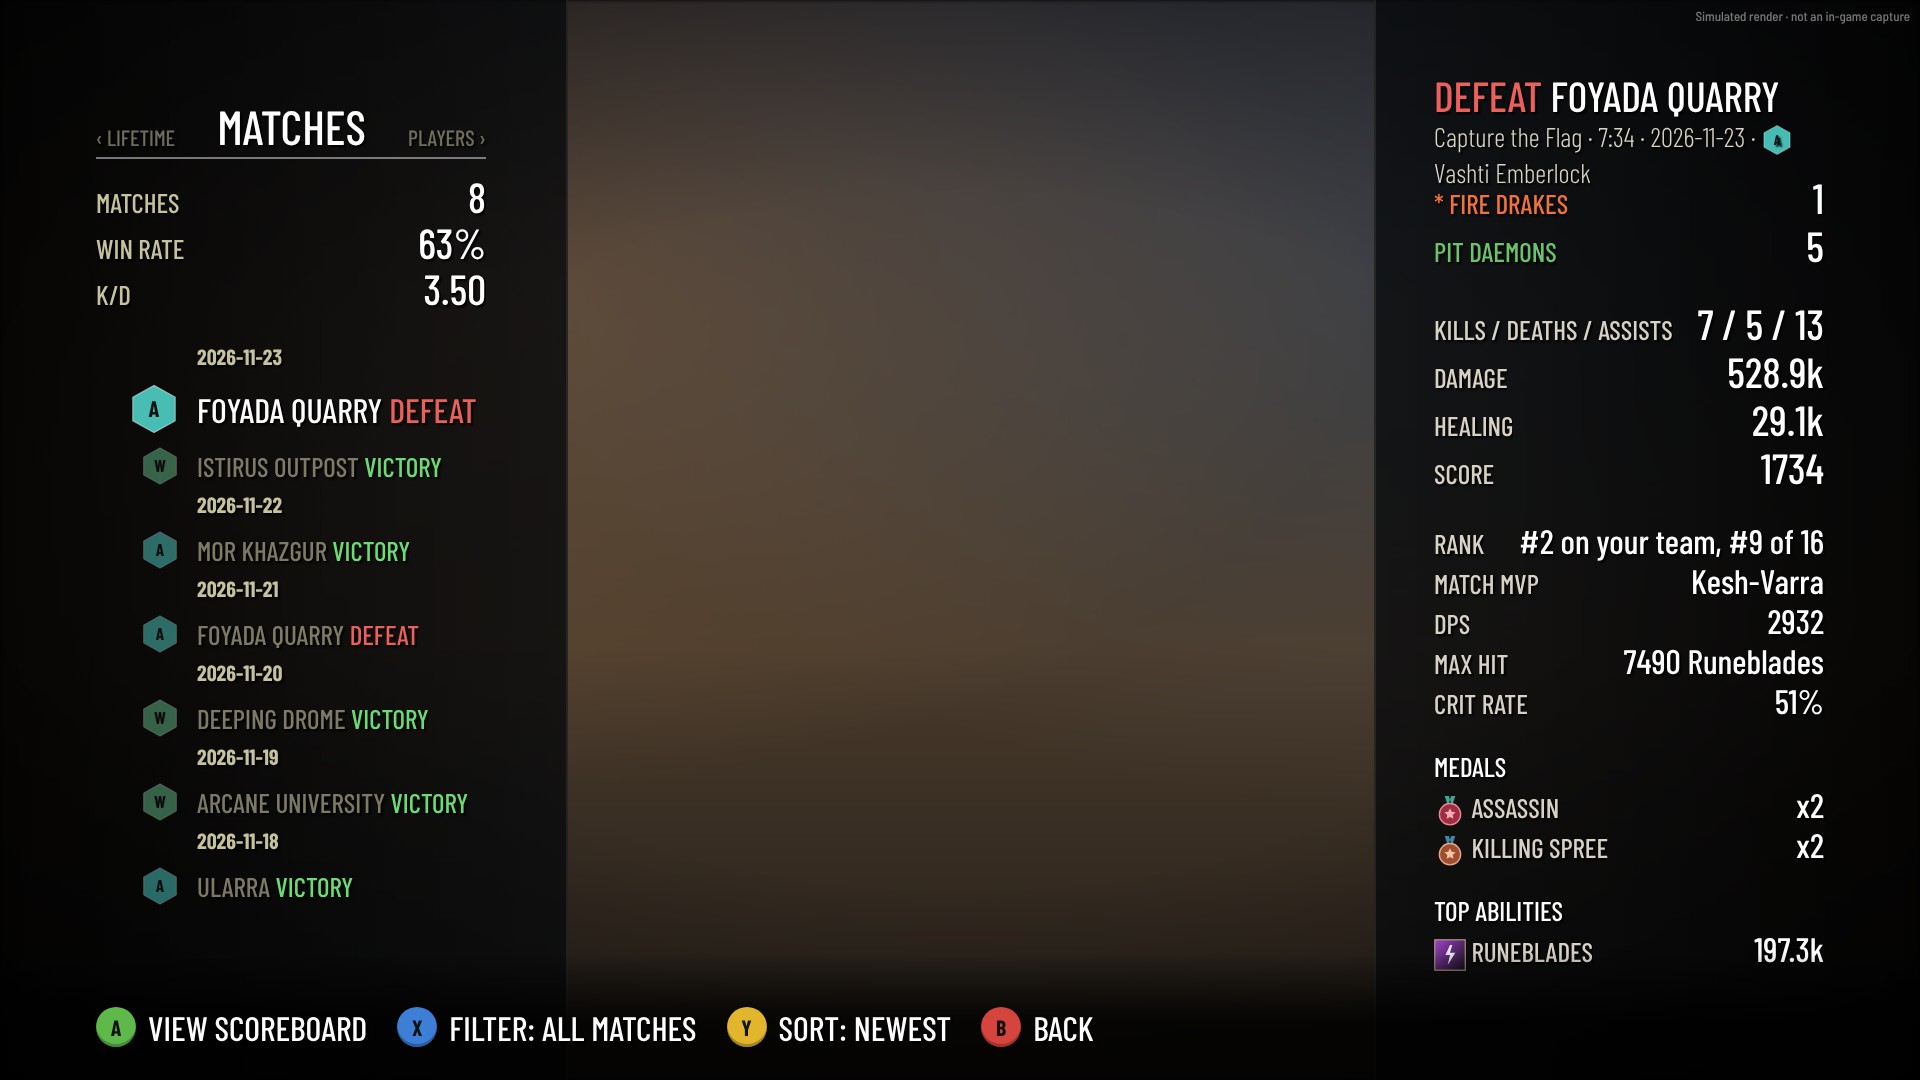 Simulated render · not an in-game capture
‹ LIFETIME MATCHES PLAYERS ›
MATCHES 8
WIN RATE 63%
K/D 3.50
2026-11-23
A FOYADA QUARRY DEFEAT
W ISTIRUS OUTPOST VICTORY
2026-11-22
A MOR KHAZGUR VICTORY
2026-11-21
A FOYADA QUARRY DEFEAT
2026-11-20
W DEEPING DROME VICTORY
2026-11-19
W ARCANE UNIVERSITY VICTORY
2026-11-18
A ULARRA VICTORY
DEFEAT FOYADA QUARRY
Capture the Flag · 7:34 · 2026-11-23 · A
Vashti Emberlock
* FIRE DRAKES 1
PIT DAEMONS 5
KILLS / DEATHS / ASSISTS 7 / 5 / 13
DAMAGE 528.9k
HEALING 29.1k
SCORE 1734
RANK #2 on your team, #9 of 16
MATCH MVP Kesh-Varra
DPS 2932
MAX HIT 7490 Runeblades
CRIT RATE 51%
MEDALS
ASSASSIN x2
KILLING SPREE x2
TOP ABILITIES
RUNEBLADES 197.3k
A VIEW SCOREBOARD X FILTER: ALL MATCHES Y SORT: NEWEST B BACK